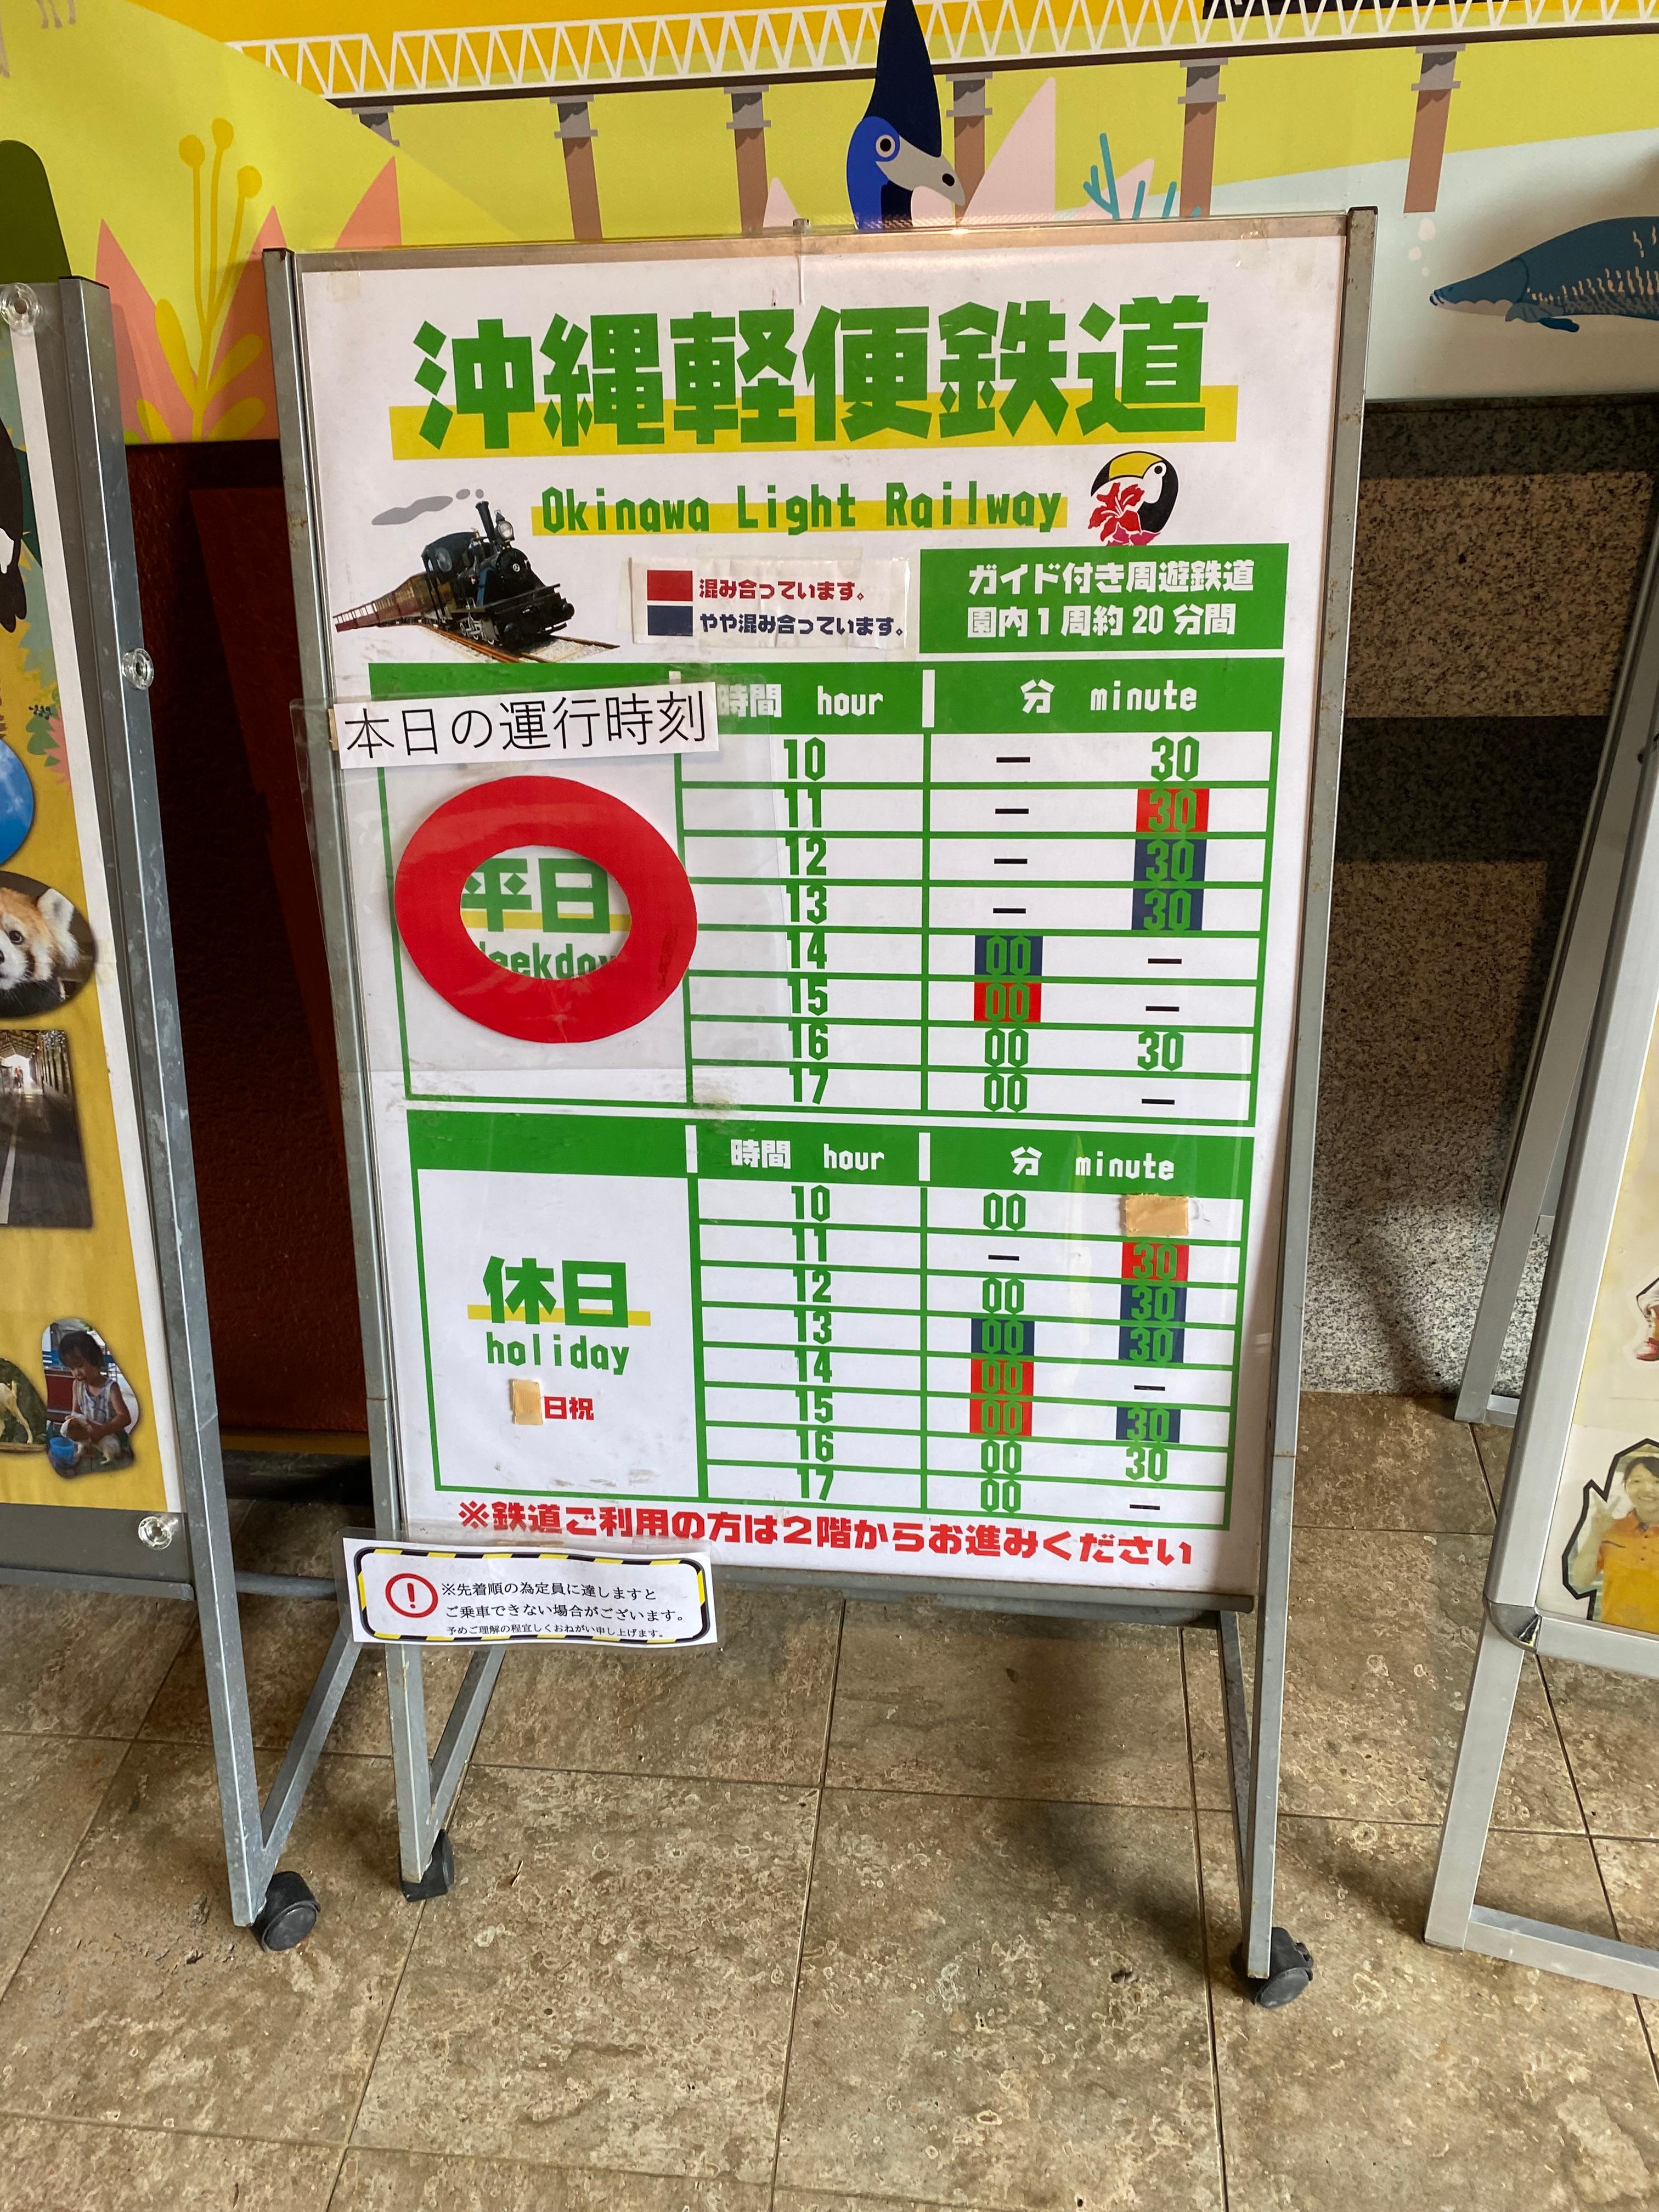 沖縄軽便鉄道
Okinawa Light Railway
混み合っています。
やや混み合っています。
ガイド付き周遊鉄道
園内1周約20分間
本日の運行時刻
時間 hour 分 minute
平日
10 — 30
11 — 30
12 — 30
13 — 30
14 00 —
15 00 —
16 00 30
17 00 —
時間 hour 分 minute
休日
holiday
日祝
10 00
11 — 30
12 00 30
13 00 30
14 00 —
15 00 30
16 00 30
17 00 —
※鉄道ご利用の方は2階からお進みください
※先着順の為定員に達しますと
ご乗車できない場合がございます。
予めご理解の程宜しくおねがい申し上げます。